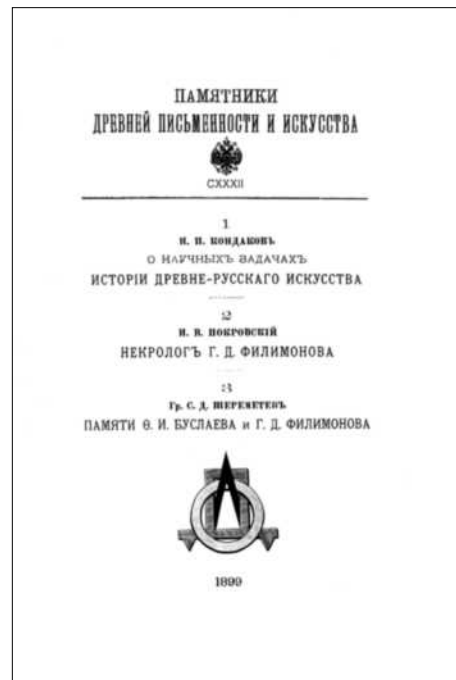 ПАМЯТНИКИ
ДРЕВНЕЙ ПИСЬМЕННОСТИ И ИСКУССТВА
CXXXII
1
Н. П. КОНДАКОВЪ
О НАУЧНЫХЪ ЗАДАЧАХЪ
ИСТОРІИ ДРЕВНЕ-РУССКАГО ИСКУССТВА
2
Н. В. ПОКРОВСКІЙ
НЕКРОЛОГЪ Г. Д. ФИЛИМОНОВА
3
Гр. С. Д. ШЕРЕМЕТЕВЪ
ПАМЯТИ Ѳ. И. БУСЛАЕВА и Г. Д. ФИЛИМОНОВА
1899